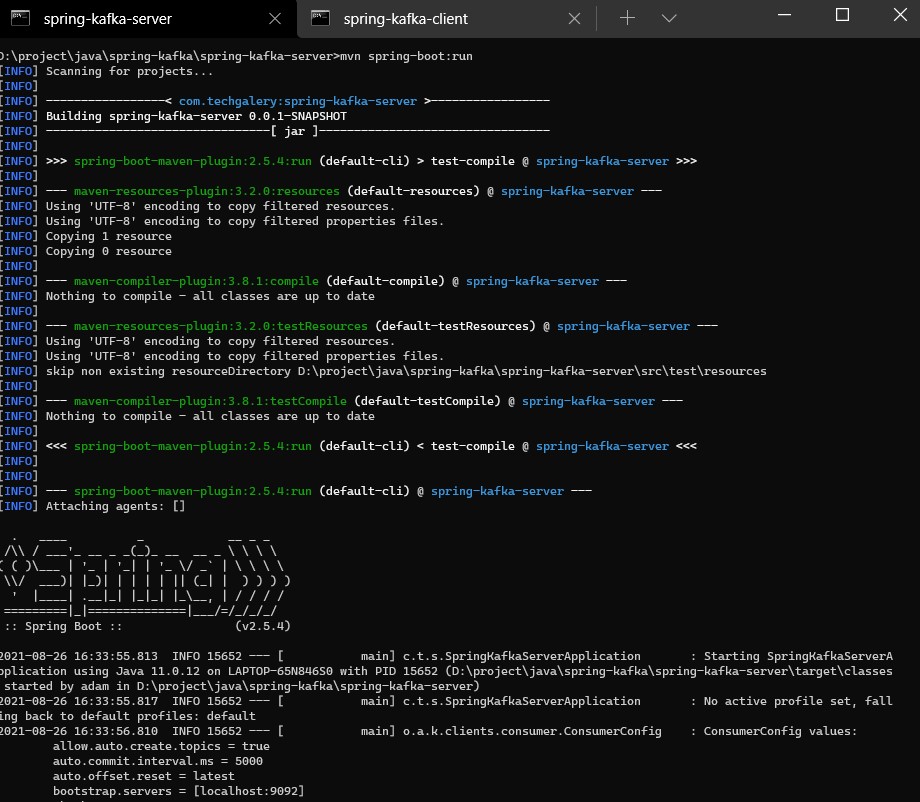 spring-kafka-server
spring-kafka-client
D:\project\java\spring-kafka\spring-kafka-server>mvn spring-boot:run
[INFO] Scanning for projects...
[INFO]
[INFO] -----------------< com.techgalery:spring-kafka-server >-----------------
[INFO] Building spring-kafka-server 0.0.1-SNAPSHOT
[INFO] --------------------------------[ jar ]---------------------------------
[INFO]
[INFO] >>> spring-boot-maven-plugin:2.5.4:run (default-cli) > test-compile @ spring-kafka-server >>>
[INFO]
[INFO] --- maven-resources-plugin:3.2.0:resources (default-resources) @ spring-kafka-server ---
[INFO] Using 'UTF-8' encoding to copy filtered resources.
[INFO] Using 'UTF-8' encoding to copy filtered properties files.
[INFO] Copying 1 resource
[INFO] Copying 0 resource
[INFO]
[INFO] --- maven-compiler-plugin:3.8.1:compile (default-compile) @ spring-kafka-server ---
[INFO] Nothing to compile - all classes are up to date
[INFO]
[INFO] --- maven-resources-plugin:3.2.0:testResources (default-testResources) @ spring-kafka-server ---
[INFO] Using 'UTF-8' encoding to copy filtered resources.
[INFO] Using 'UTF-8' encoding to copy filtered properties files.
[INFO] skip non existing resourceDirectory D:\project\java\spring-kafka\spring-kafka-server\src\test\resources
[INFO]
[INFO] --- maven-compiler-plugin:3.8.1:testCompile (default-testCompile) @ spring-kafka-server ---
[INFO] Nothing to compile - all classes are up to date
[INFO]
[INFO] <<< spring-boot-maven-plugin:2.5.4:run (default-cli) < test-compile @ spring-kafka-server <<<
[INFO]
[INFO]
[INFO] --- spring-boot-maven-plugin:2.5.4:run (default-cli) @ spring-kafka-server ---
[INFO] Attaching agents: []
  .   ____          _            __ _ _
 /\\ / ___'_ __ _ _(_)_ __  __ _ \ \ \ \
( ( )\___ | '_ | '_| | '_ \/ _` | \ \ \ \
 \\/  ___)| |_)| | | | | || (_| |  ) ) ) )
  '  |____| .__|_| |_|_| |_\__, | / / / /
 =========|_|==============|___/=/_/_/_/
 :: Spring Boot ::                (v2.5.4)
2021-08-26 16:33:55.813  INFO 15652 --- [           main] c.t.s.SpringKafkaServerApplication       : Starting SpringKafkaServerA
pplication using Java 11.0.12 on LAPTOP-65N846S0 with PID 15652 (D:\project\java\spring-kafka\spring-kafka-server\target\classes
 started by adam in D:\project\java\spring-kafka\spring-kafka-server)
2021-08-26 16:33:55.817  INFO 15652 --- [           main] c.t.s.SpringKafkaServerApplication       : No active profile set, fall
ing back to default profiles: default
2021-08-26 16:33:56.810  INFO 15652 --- [           main] o.a.k.clients.consumer.ConsumerConfig    : ConsumerConfig values:
        allow.auto.create.topics = true
        auto.commit.interval.ms = 5000
        auto.offset.reset = latest
        bootstrap.servers = [localhost:9092]